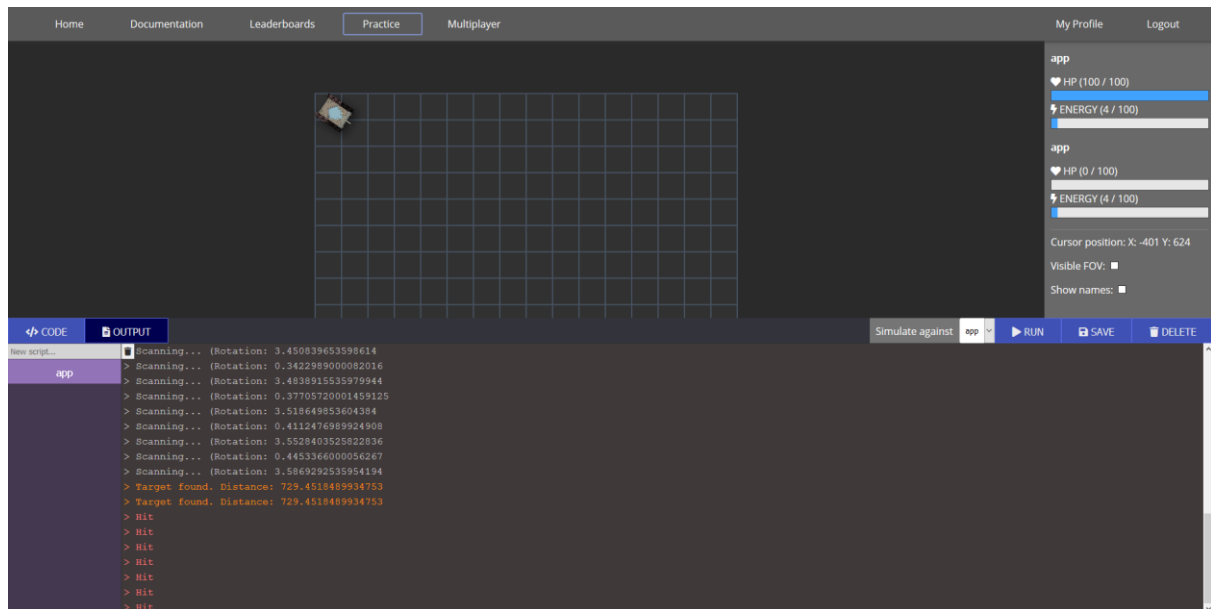 Home Documentation Leaderboards Practice Multiplayer My Profile Logout
app
HP (100 / 100)
ENERGY (4 / 100)
app
HP (0 / 100)
ENERGY (4 / 100)
Cursor position: X: -401 Y: 624
Visible FOV:
Show names:
</> CODE OUTPUT Simulate against app RUN SAVE DELETE
New script...
app
> Scanning... (Rotation: 3.450839653598614
> Scanning... (Rotation: 0.3422989000082016
> Scanning... (Rotation: 3.4838915535979944
> Scanning... (Rotation: 0.37705720001459125
> Scanning... (Rotation: 3.518649853604384
> Scanning... (Rotation: 0.4112476989924908
> Scanning... (Rotation: 3.5528403525822836
> Scanning... (Rotation: 0.4453366000056267
> Scanning... (Rotation: 3.5869292535954194
> Target found. Distance: 729.4518489934753
> Target found. Distance: 729.4518489934753
> Hit
> Hit
> Hit
> Hit
> Hit
> Hit
> Hit